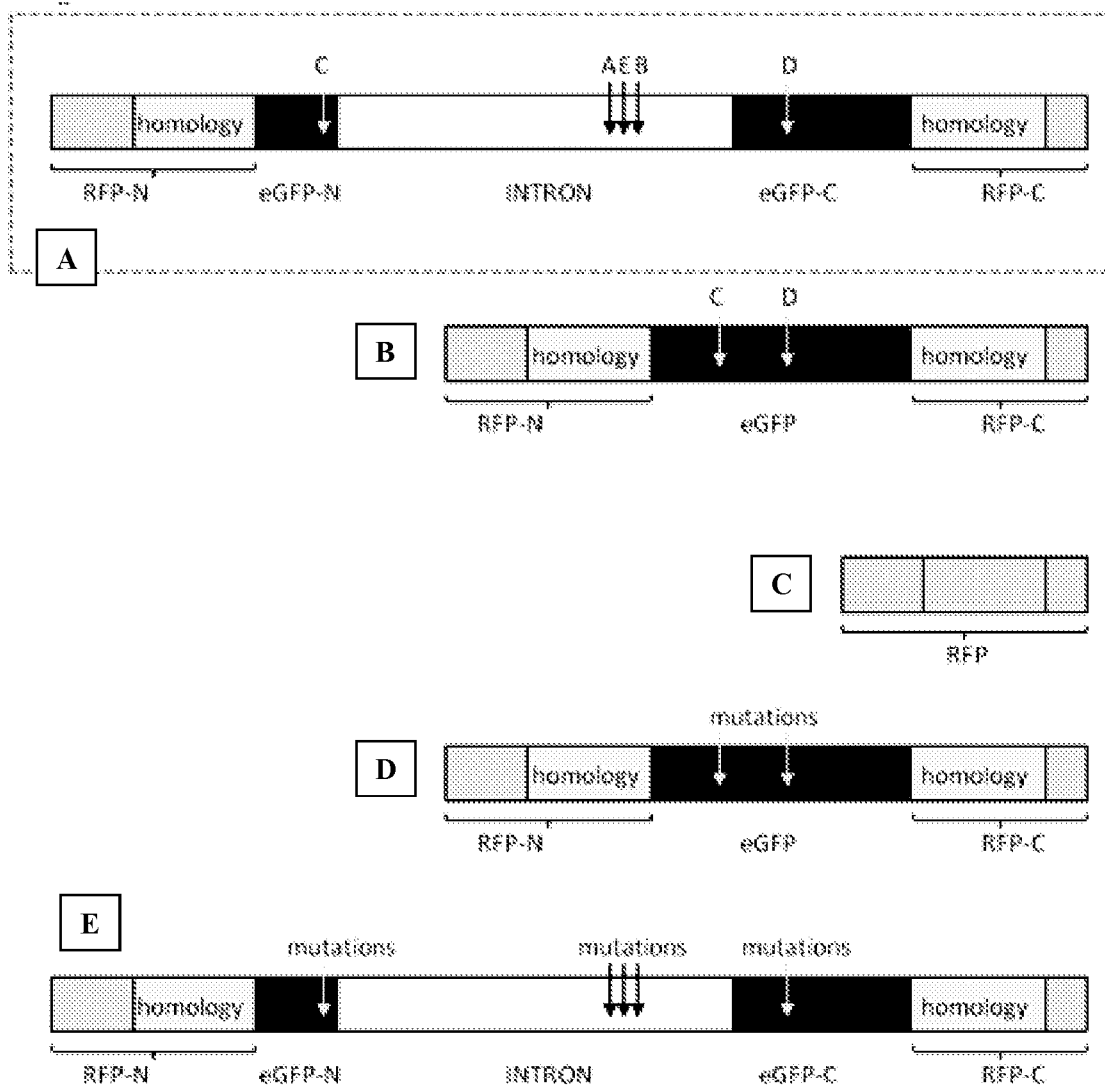 C AEB D
homology homology
RFP-N eGFP-N INTRON eGFP-C RFP-C
A
C D
B homology homology
RFP-N eGFP RFP-C
C
RFP
mutations
D homology homology
RFP-N eGFP RFP-C
E
mutations mutations mutations
homology homology
RFP-N eGFP-N INTRON eGFP-C RFP-C